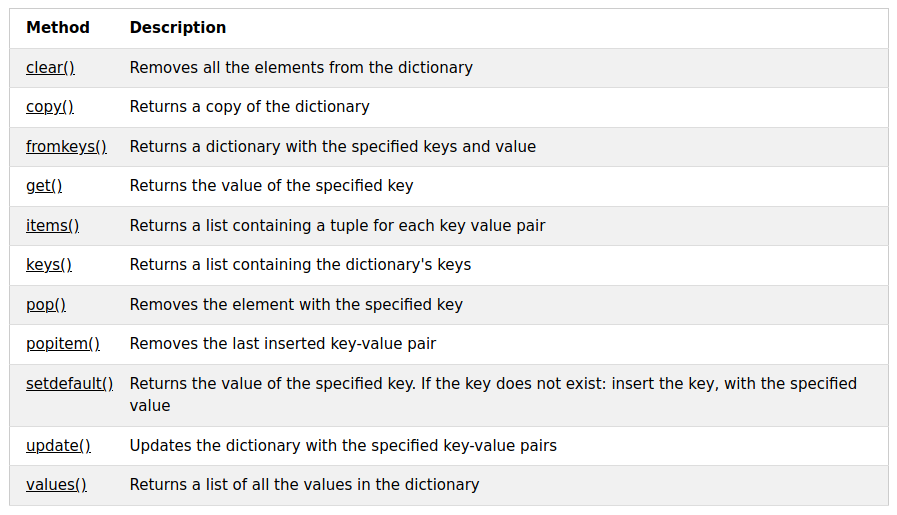 Method Description
clear() Removes all the elements from the dictionary
copy() Returns a copy of the dictionary
fromkeys() Returns a dictionary with the specified keys and value
get() Returns the value of the specified key
items() Returns a list containing a tuple for each key value pair
keys() Returns a list containing the dictionary's keys
pop() Removes the element with the specified key
popitem() Removes the last inserted key-value pair
setdefault() Returns the value of the specified key. If the key does not exist: insert the key, with the specified
value
update() Updates the dictionary with the specified key-value pairs
values() Returns a list of all the values in the dictionary